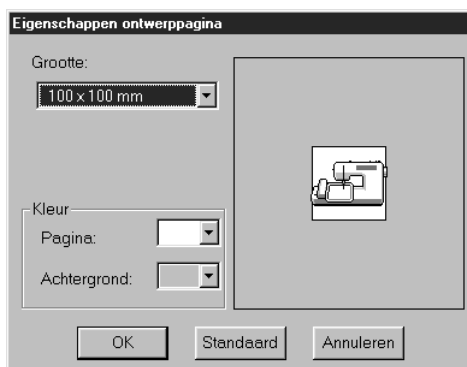 Eigenschappen ontwerppagina
Grootte:
100 x 100 mm
Kleur
Pagina:
Achtergrond:
OK Standaard Annuleren